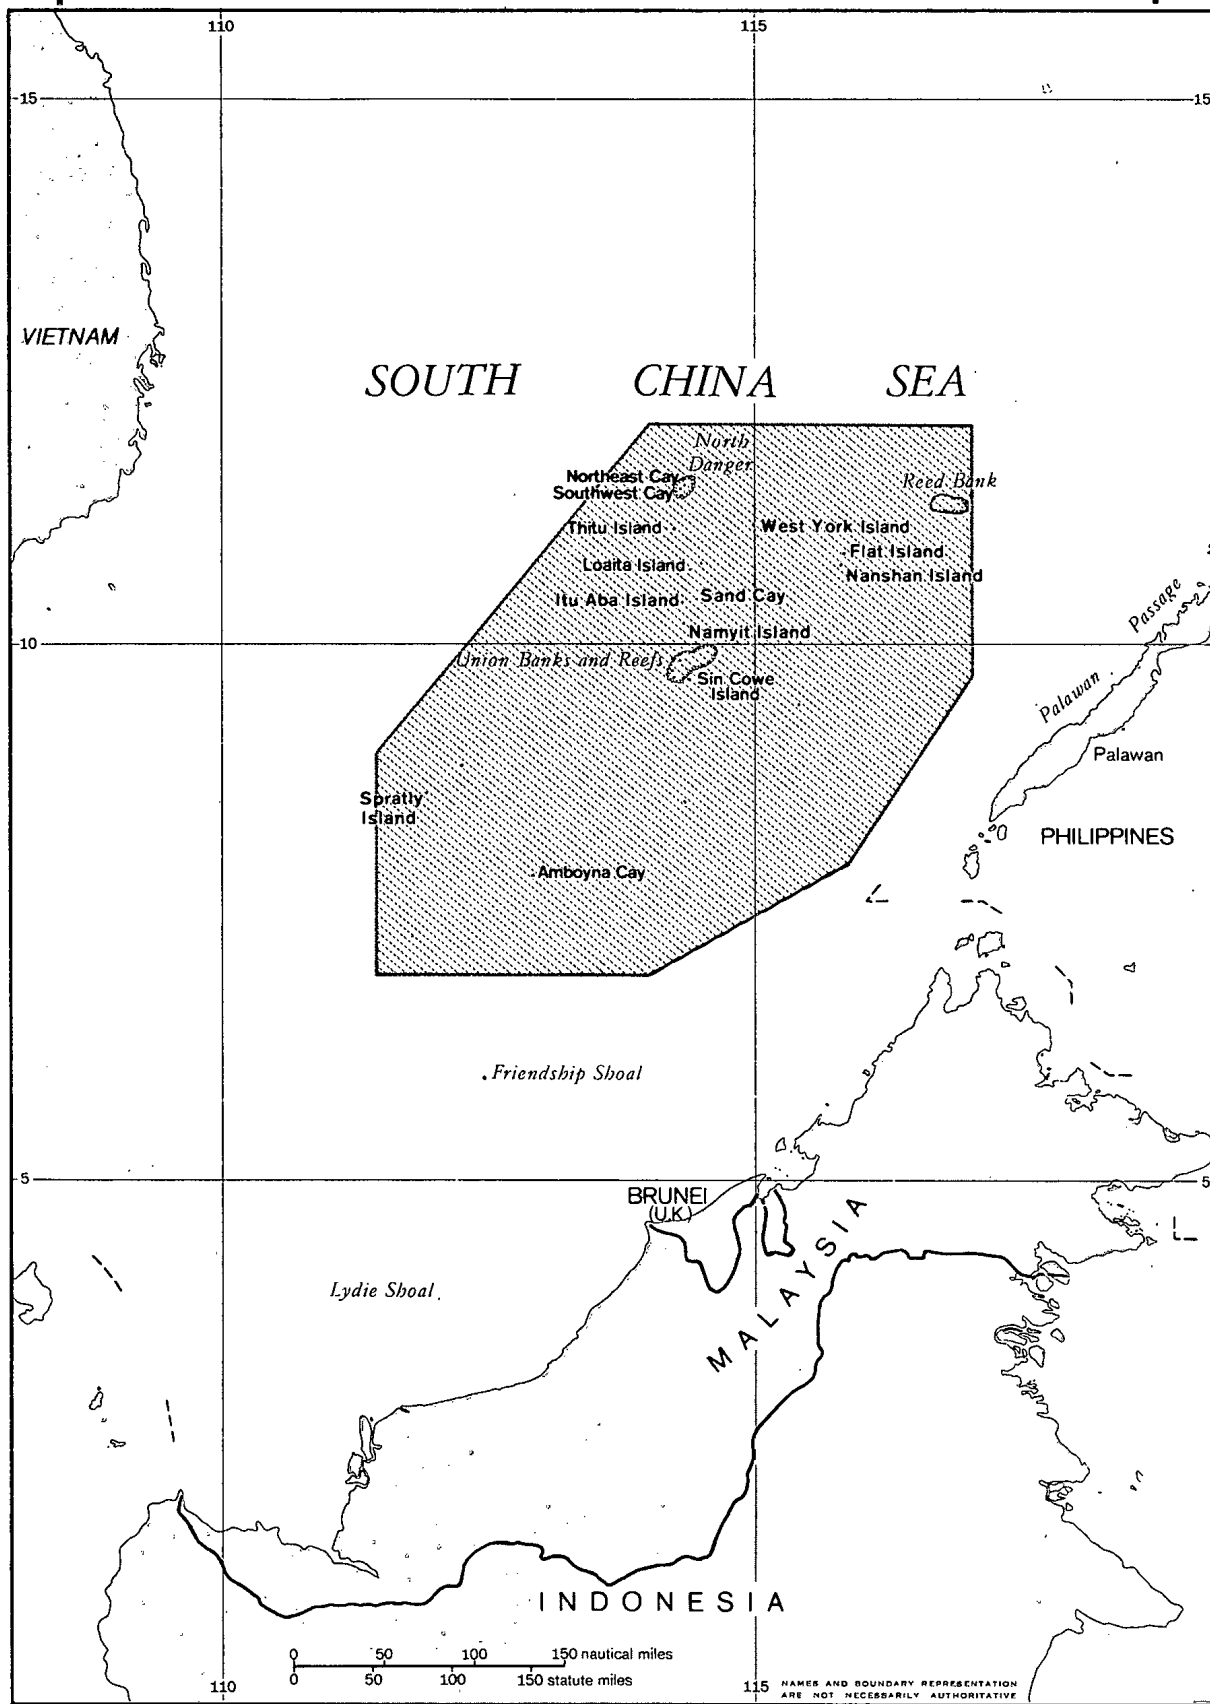 110 115
15 15
VIETNAM
SOUTH CHINA SEA
North
Danger
Northeast Cay
Southwest Cay
Reed Bank
Thitu Island
West York Island
Flat Island
Loaita Island
Nanshan Island
Itu Aba Island
Sand Cay
Namyit Island
10
Union Banks and Reefs
Sin Cowe
Island
Palawan Passage
Palawan
Spratly
Island
PHILIPPINES
Amboyna Cay
Friendship Shoal
5 5
BRUNEI
(U.K.)
MALAYSIA
Lydie Shoal
INDONESIA
0 50 100 150 nautical miles
0 50 100 150 statute miles
110 115
NAMES AND BOUNDARY REPRESENTATION
ARE NOT NECESSARILY AUTHORITATIVE